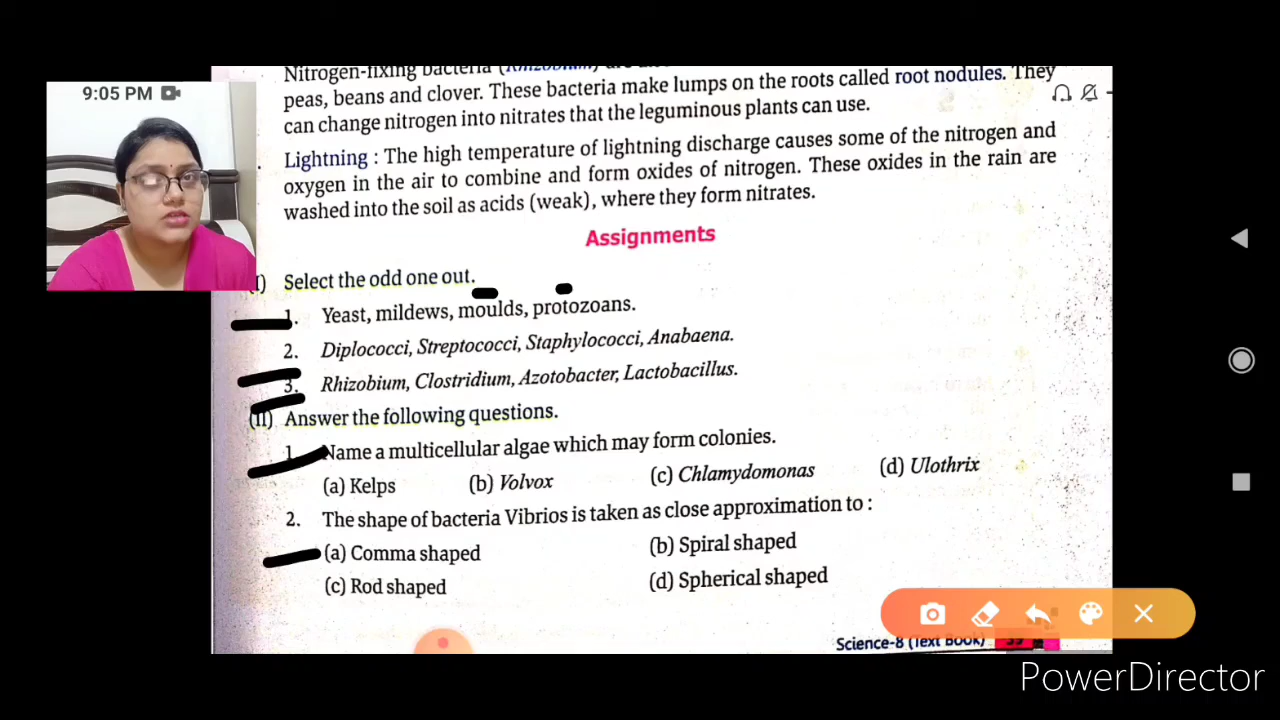 9:05 PM
Nitrogen-fixing bacteria (Rhizobium) are
peas, beans and clover. These bacteria make lumps on the roots called root nodules. They
can change nitrogen into nitrates that the leguminous plants can use.
Lightning : The high temperature of lightning discharge causes some of the nitrogen and
oxygen in the air to combine and form oxides of nitrogen. These oxides in the rain are
washed into the soil as acids (weak), where they form nitrates.
Assignments
I) Select the odd one out.
1. Yeast, mildews, moulds, protozoans.
2. Diplococci, Streptococci, Staphylococci, Anabaena.
3. Rhizobium, Clostridium, Azotobacter, Lactobacillus.
(II) Answer the following questions.
1. Name a multicellular algae which may form colonies.
(a) Kelps (b) Volvox (c) Chlamydomonas (d) Ulothrix
2. The shape of bacteria Vibrios is taken as close approximation to :
(a) Comma shaped (b) Spiral shaped
(c) Rod shaped (d) Spherical shaped
Science-8 (Text Book) 39
PowerDirector